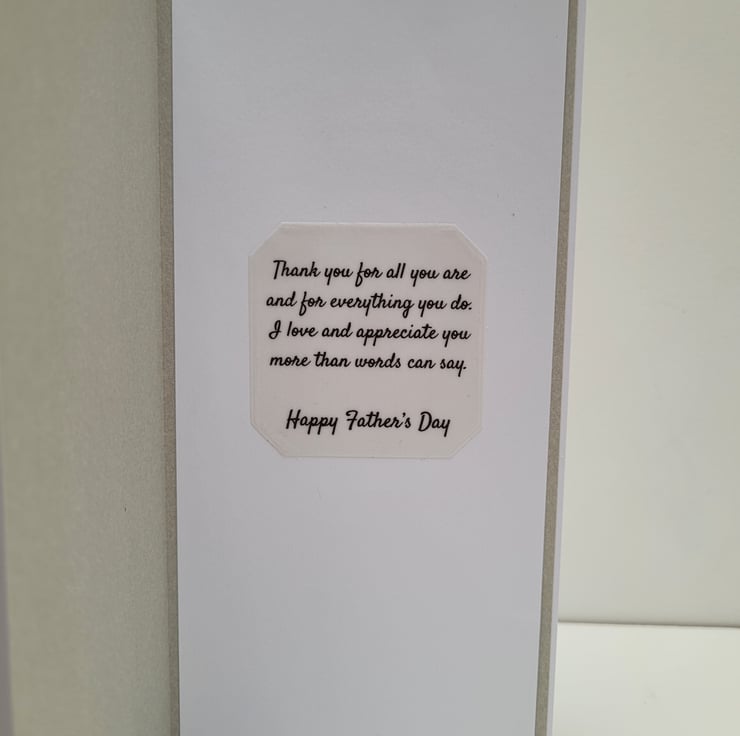 Thank you for all you are
and for everything you do.
I love and appreciate you
more than words can say.
Happy Father's Day